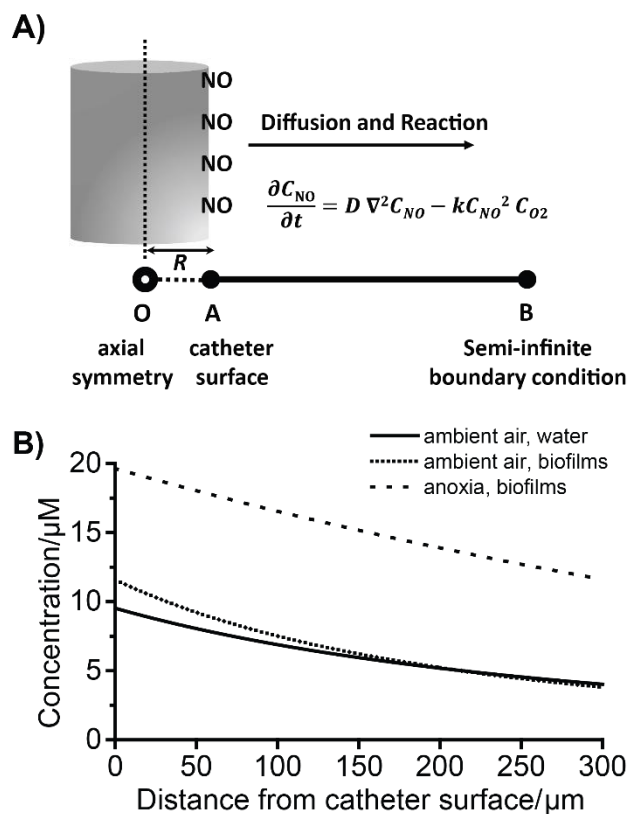 A)
NO
NO
NO
NO
Diffusion and Reaction
∂C_NO/∂t = D ∇²C_NO − kC_NO² C_O2
R
O
A
B
axial
symmetry
catheter
surface
Semi-infinite
boundary condition
B)
ambient air, water
ambient air, biofilms
anoxia, biofilms
Concentration/µM
20
15
10
5
0
0 50 100 150 200 250 300
Distance from catheter surface/µm